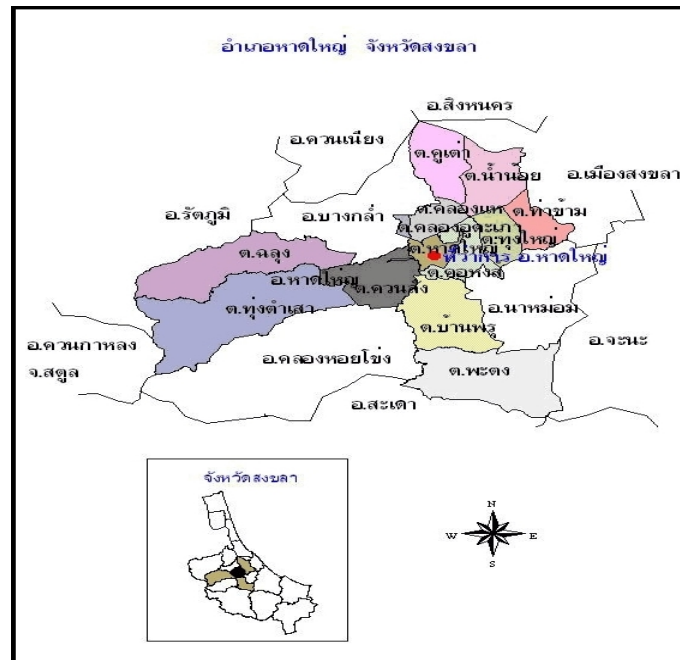 อำเภอหาดใหญ่ จังหวัดสงขลา
อ.สิงหนคร
อ.ควนเนียง
ต.คูเต่า
ต.น้ำน้อย
อ.เมืองสงขลา
อ.รัตภูมิ
อ.บางกล่ำ
ต.คลองแห
ต.ท่าข้าม
ต.คลองอู่ตะเภา
ต.ทุ่งใหญ่
ต.ฉลุง
ต.หาดใหญ่
ที่ว่าการ อ.หาดใหญ่
อ.หาดใหญ่
ต.คอหงส์
ต.ควนลัง
ต.ทุ่งตำเสา
อ.นาหม่อม
ต.บ้านพรุ
อ.ควนกาหลง
จ.สตูล
อ.คลองหอยโข่ง
อ.จะนะ
ต.พะตง
อ.สะเดา
จังหวัดสงขลา
N
W E
S